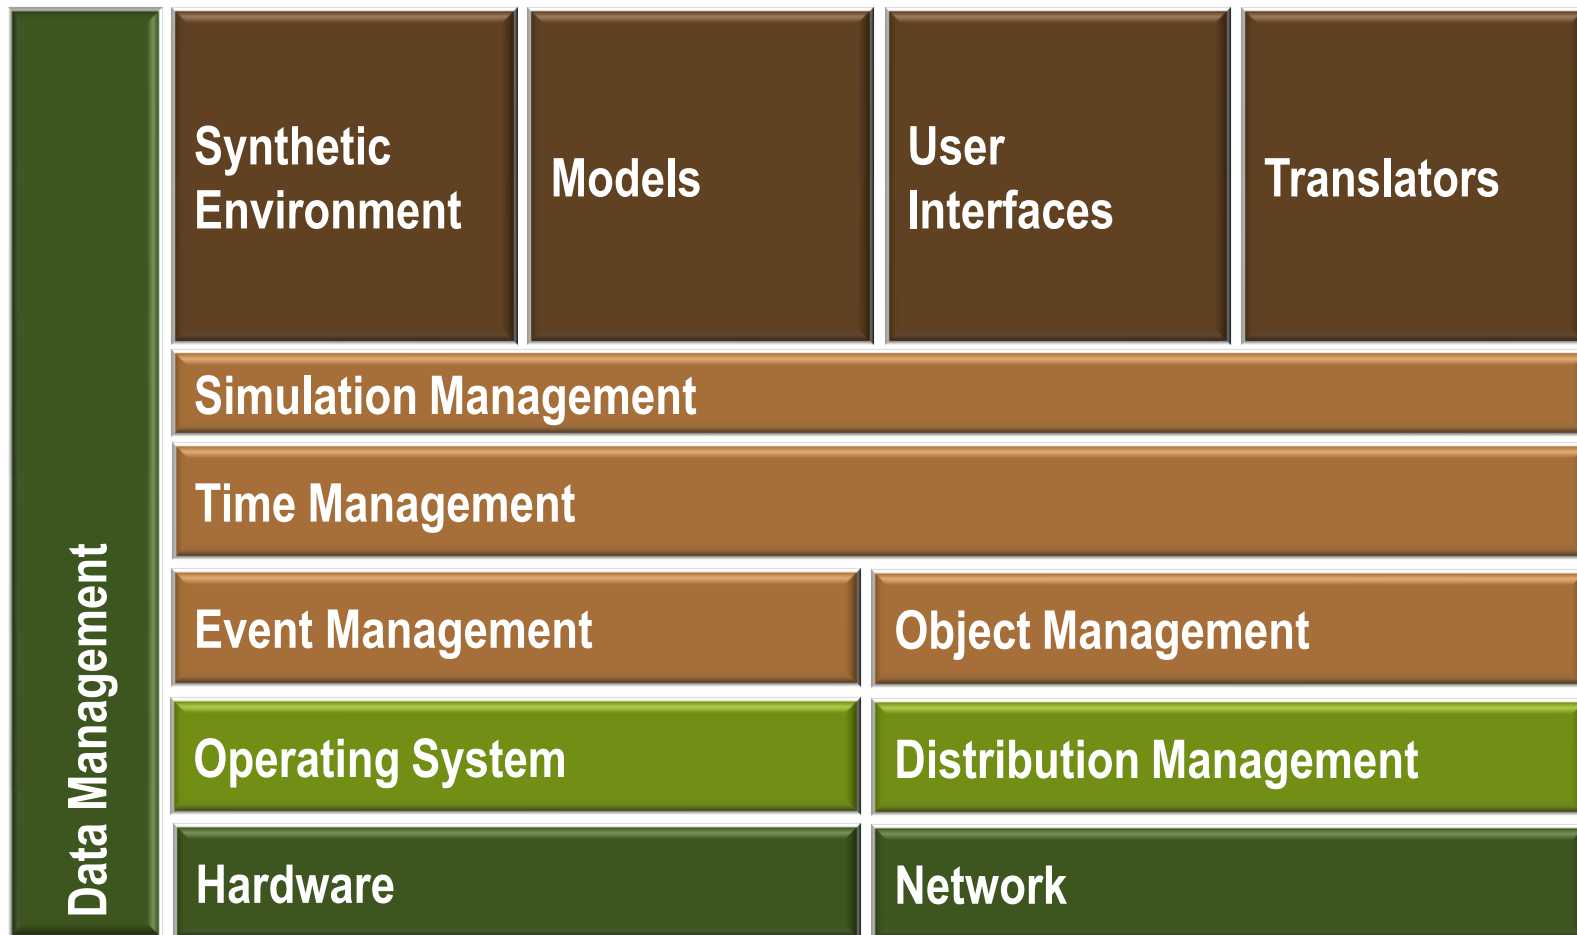 Data Management
Synthetic
Environment
Models
User
Interfaces
Translators
Simulation Management
Time Management
Event Management
Object Management
Operating System
Distribution Management
Hardware
Network